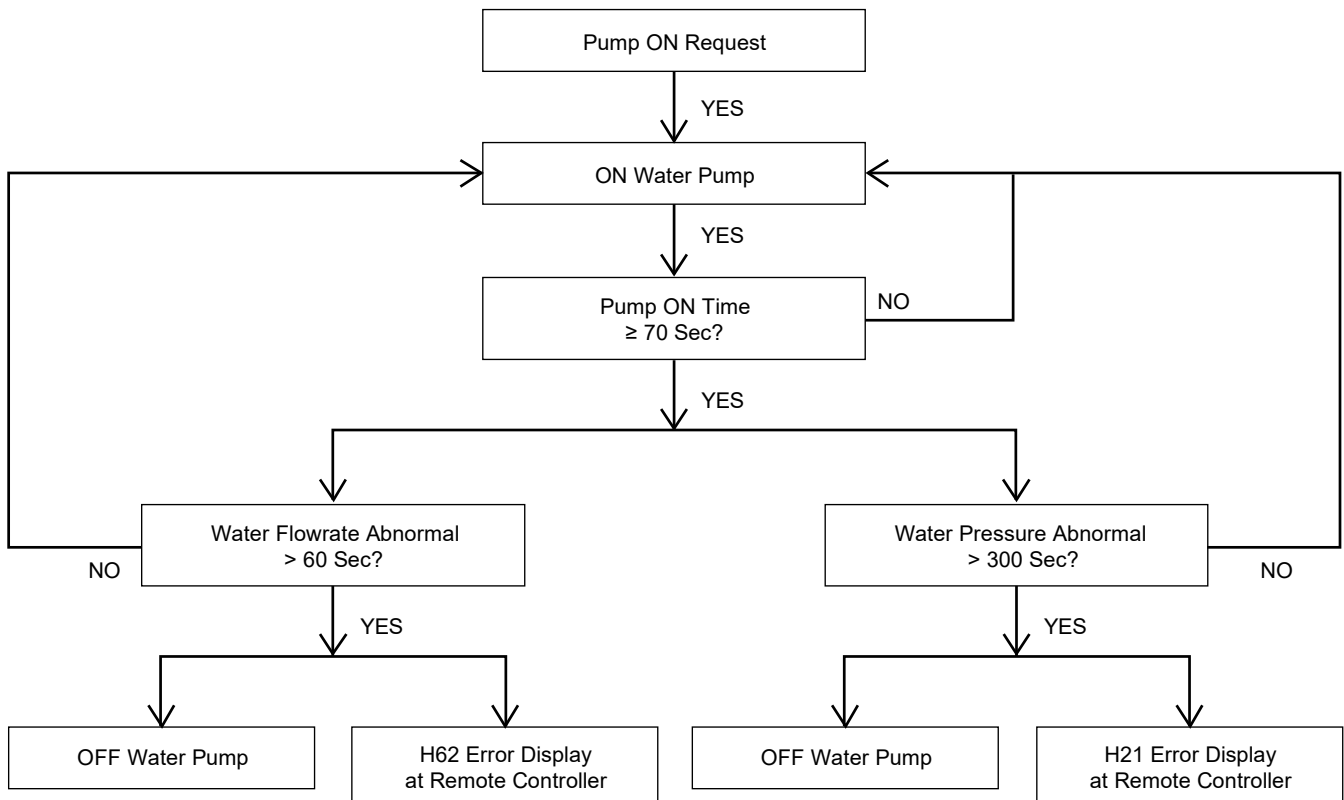 Pump ON Request
YES
ON Water Pump
YES
Pump ON Time
≥ 70 Sec?
NO
YES
Water Flowrate Abnormal
> 60 Sec?
NO
YES
Water Pressure Abnormal
> 300 Sec?
NO
YES
OFF Water Pump
H62 Error Display
at Remote Controller
OFF Water Pump
H21 Error Display
at Remote Controller